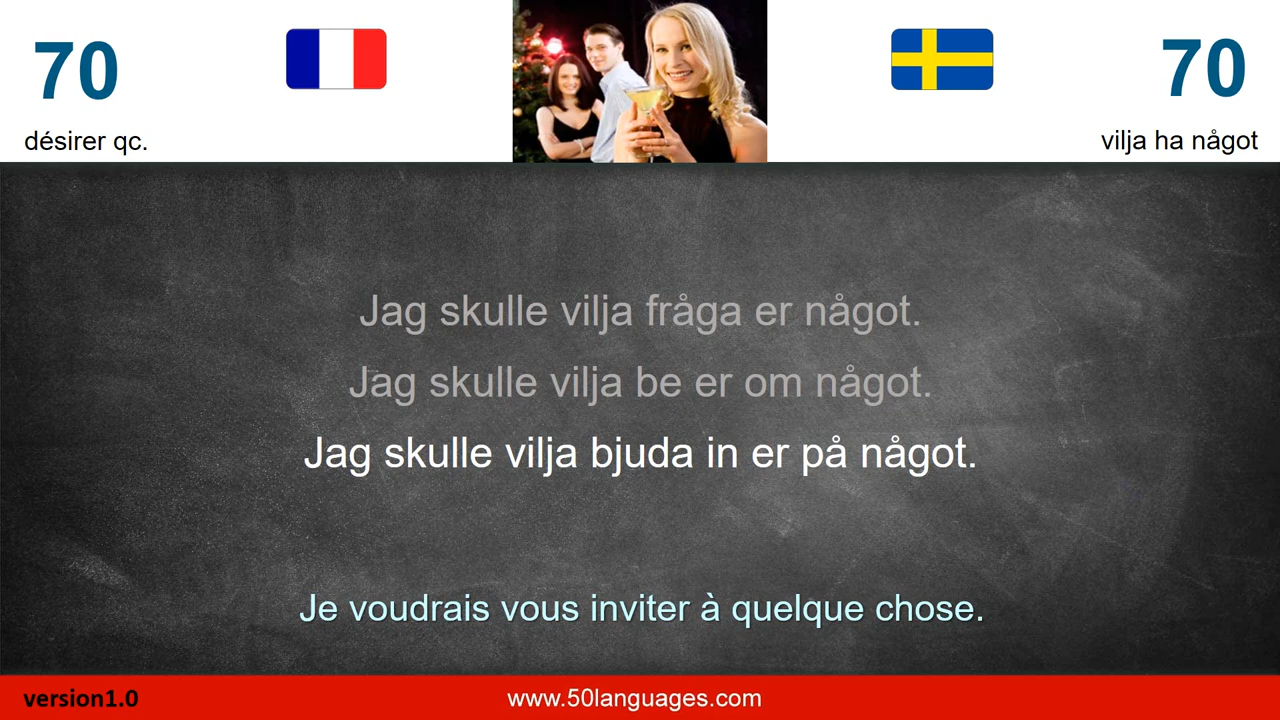 70
70
désirer qc.
vilja ha något
Jag skulle vilja fråga er något.
Jag skulle vilja be er om något.
Jag skulle vilja bjuda in er på något.
Je voudrais vous inviter à quelque chose.
version1.0
www.50languages.com